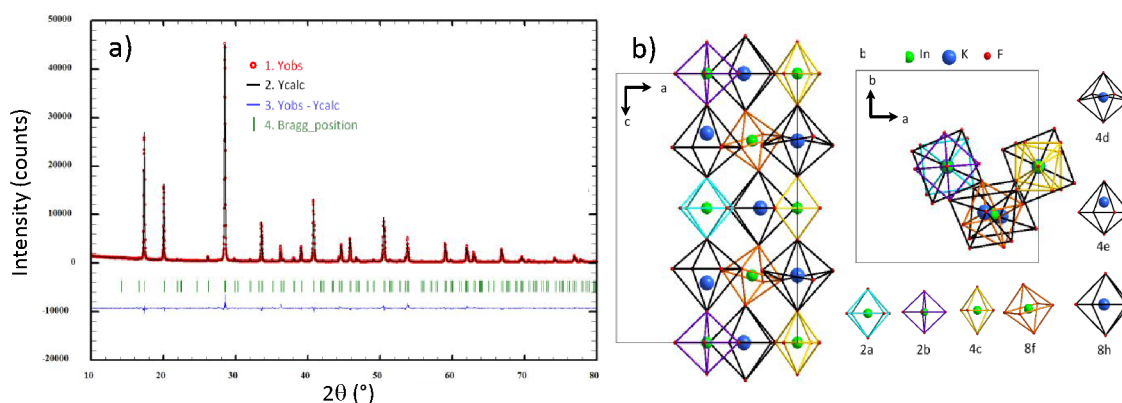 a)
50000
40000
30000
20000
10000
0
-10000
-20000
Intensity (counts)
1. Yobs
2. Ycalc
3. Yobs - Ycalc
4. Bragg_position
10 20 30 40 50 60 70 80
2θ (°)
b)
a
c
b In K F
b
a
4d
4e
2a 2b 4c 8f 8h